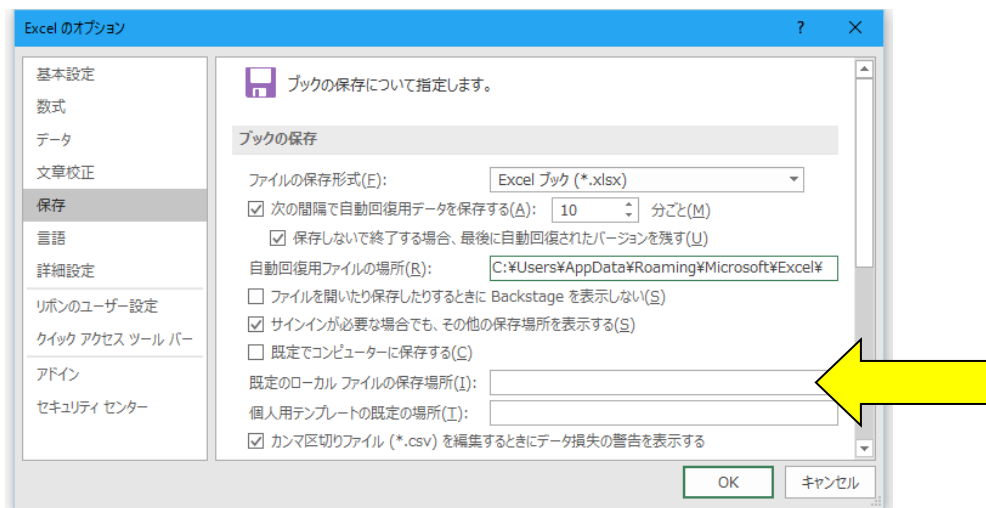 Excel のオプション ? ×
基本設定
数式
データ
文章校正
保存
言語
詳細設定
リボンのユーザー設定
クイック アクセス ツール バー
アドイン
セキュリティ センター
ブックの保存について指定します。
ブックの保存
ファイルの保存形式(F): Excel ブック (*.xlsx)
次の間隔で自動回復用データを保存する(A): 10 分ごと(M)
保存しないで終了する場合、最後に自動回復されたバージョンを残す(U)
自動回復用ファイルの場所(R): C:¥Users¥AppData¥Roaming¥Microsoft¥Excel¥
ファイルを開いたり保存したりするときに Backstage を表示しない(S)
サインインが必要な場合でも、その他の保存場所を表示する(S)
既定でコンピューターに保存する(C)
既定のローカル ファイルの保存場所(I):
個人用テンプレートの既定の場所(T):
カンマ区切りファイル (*.csv) を編集するときにデータ損失の警告を表示する
OK キャンセル